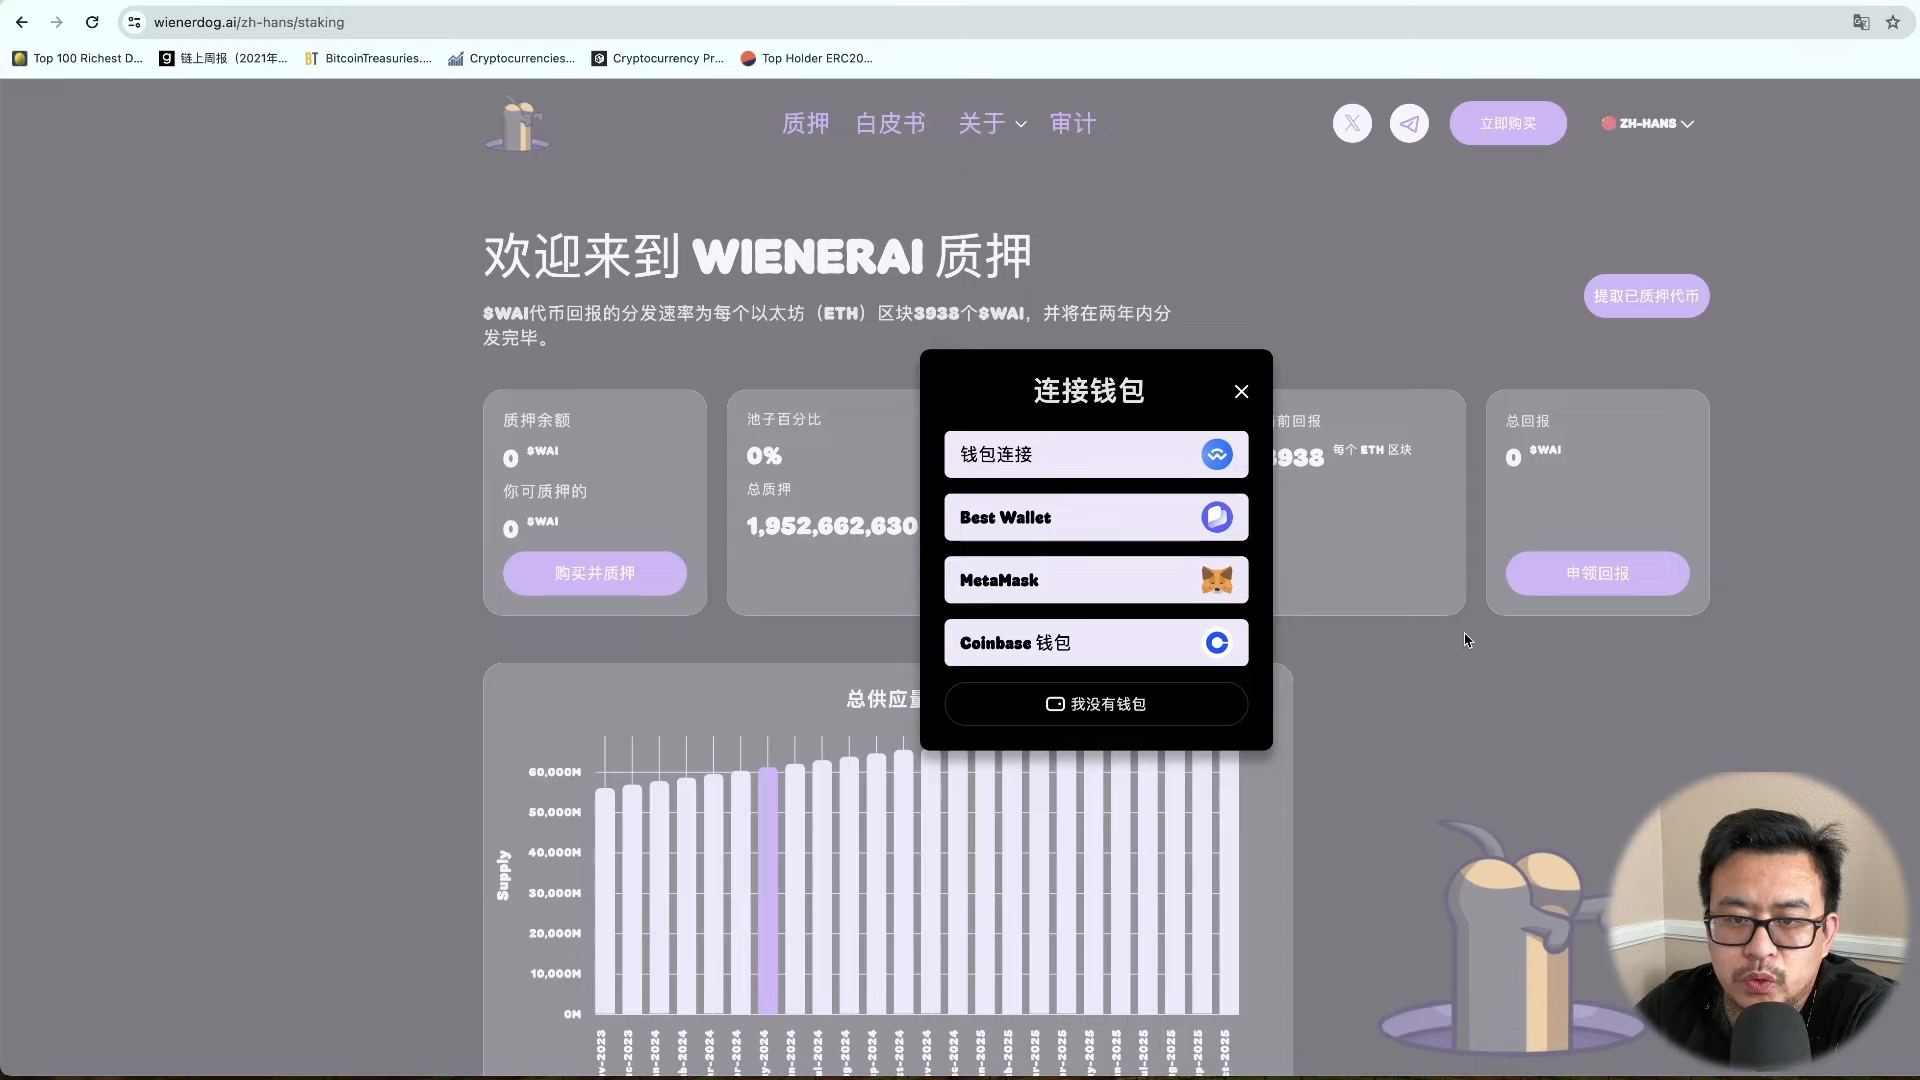 wienerdog.ai/zh-hans/staking
Top 100 Richest D...
链上周报（2021年...
BitcoinTreasuries....
Cryptocurrencies...
Cryptocurrency Pr...
Top Holder ERC20...
质押
白皮书
关于
审计
立即购买
ZH-HANS
欢迎来到 WIENERAI 质押
$WAI代币回报的分发速率为每个以太坊（ETH）区块3938个$WAI，并将在两年内分
发完毕。
提取已质押代币
质押余额
0 $WAI
你可质押的
0 $WAI
购买并质押
池子百分比
0%
总质押
1,952,662,630
前回报
3938 每个 ETH 区块
总回报
0 $WAI
申领回报
连接钱包
钱包连接
Best Wallet
MetaMask
Coinbase 钱包
我没有钱包
总供应量
Supply
60,000M
50,000M
40,000M
30,000M
20,000M
10,000M
0M